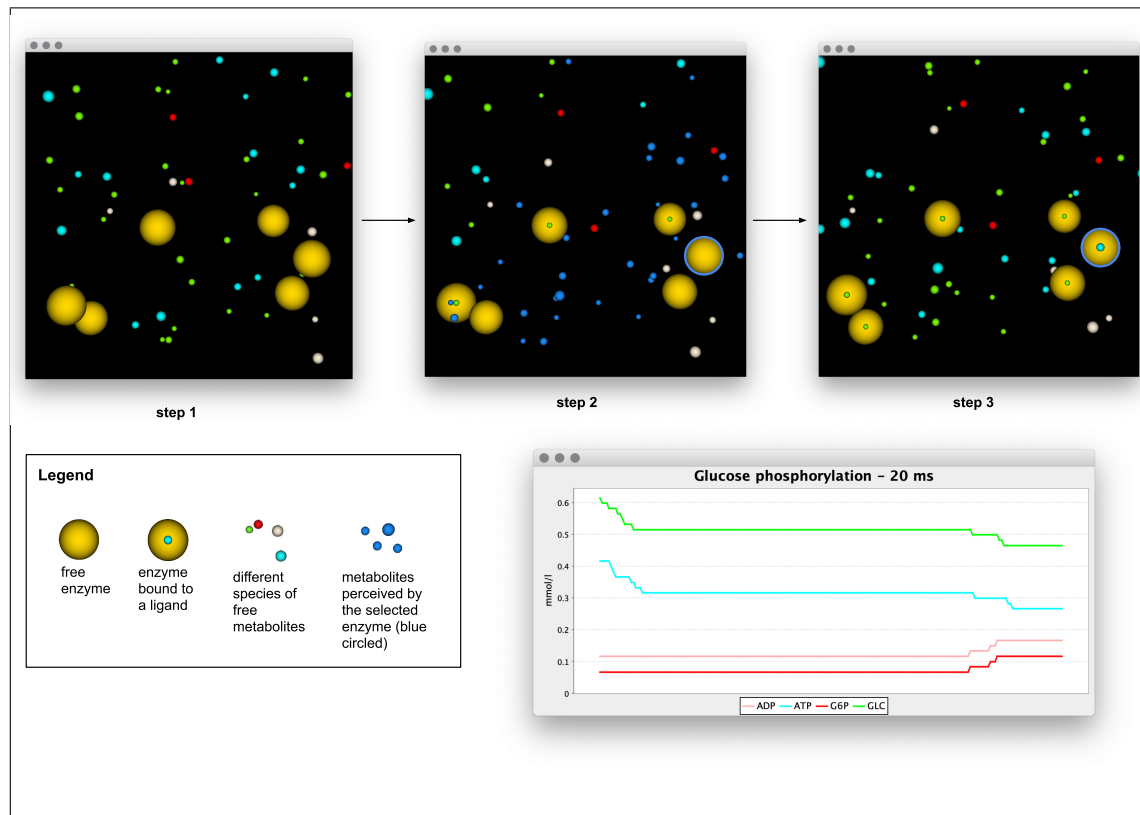 step 1
step 2
step 3
Legend
free
enzyme
enzyme
bound to
a ligand
different
species of
free
metabolites
metabolites
perceived by
the selected
enzyme (blue
circled)
Glucose phosphorylation – 20 ms
mmol/l
0.6
0.5
0.4
0.3
0.2
0.1
0
ADP ATP G6P GLC